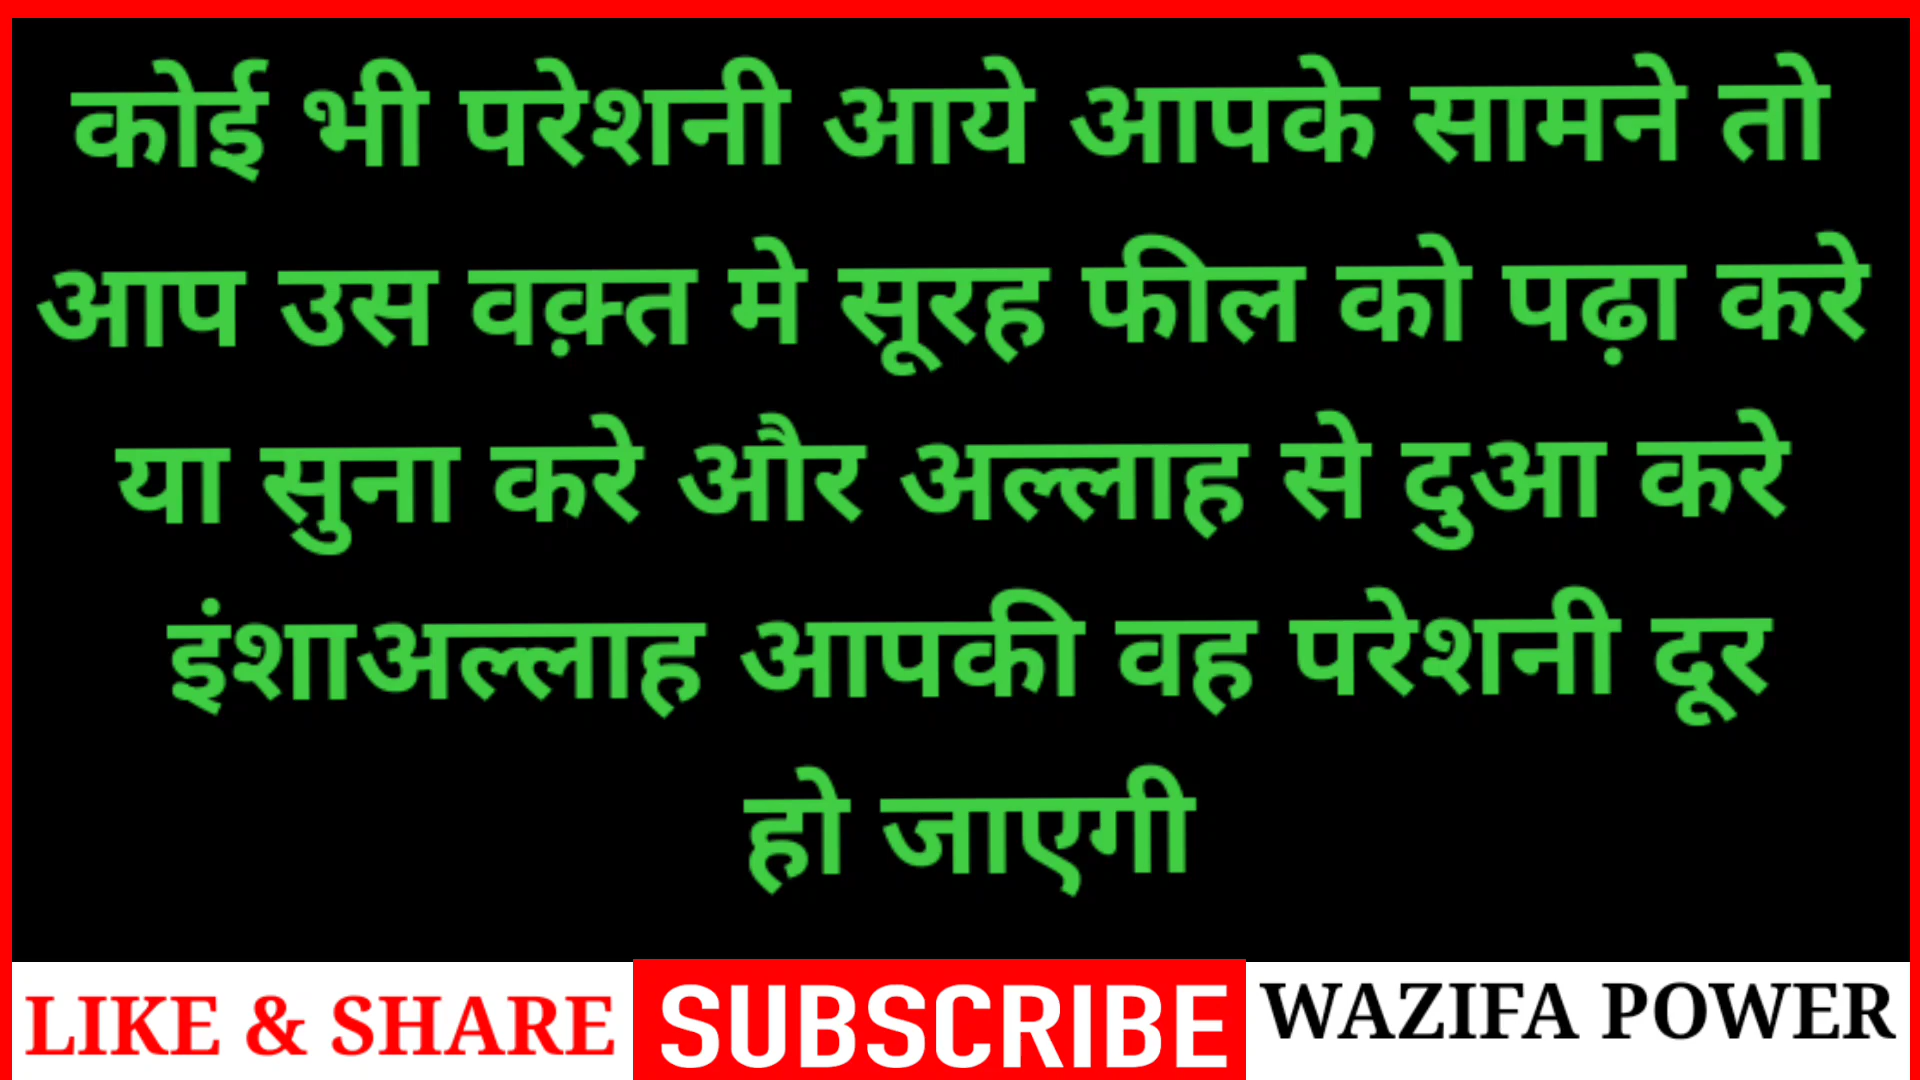 कोई भी परेशनी आये आपके सामने तो
आप उस वक़्त मे सूरह फील को पढ़ा करे
या सुना करे और अल्लाह से दुआ करे
इंशाअल्लाह आपकी वह परेशनी दूर
हो जाएगी
LIKE & SHARE SUBSCRIBE WAZIFA POWER